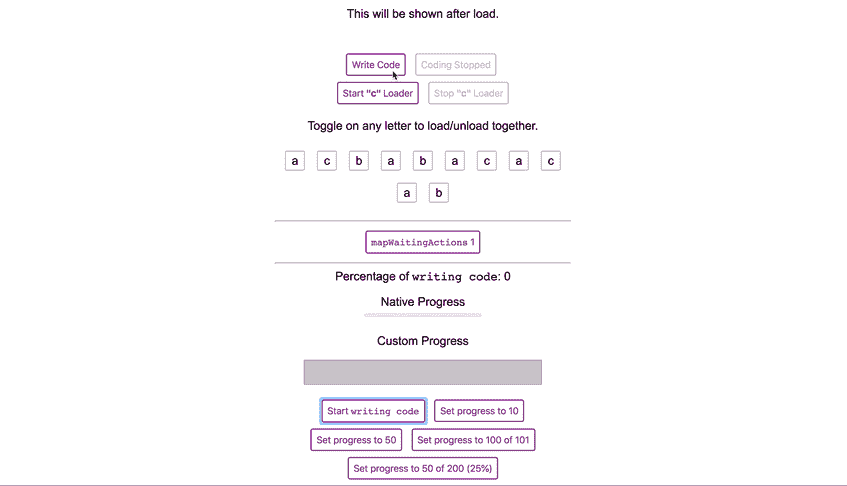 This will be shown after load.
Write Code Coding Stopped
Start "c" Loader Stop "c" Loader
Toggle on any letter to load/unload together.
a c b a b a c a c
a b
mapWaitingActions 1
Percentage of writing code: 0
Native Progress
Custom Progress
Start writing code Set progress to 10
Set progress to 50 Set progress to 100 of 101
Set progress to 50 of 200 (25%)